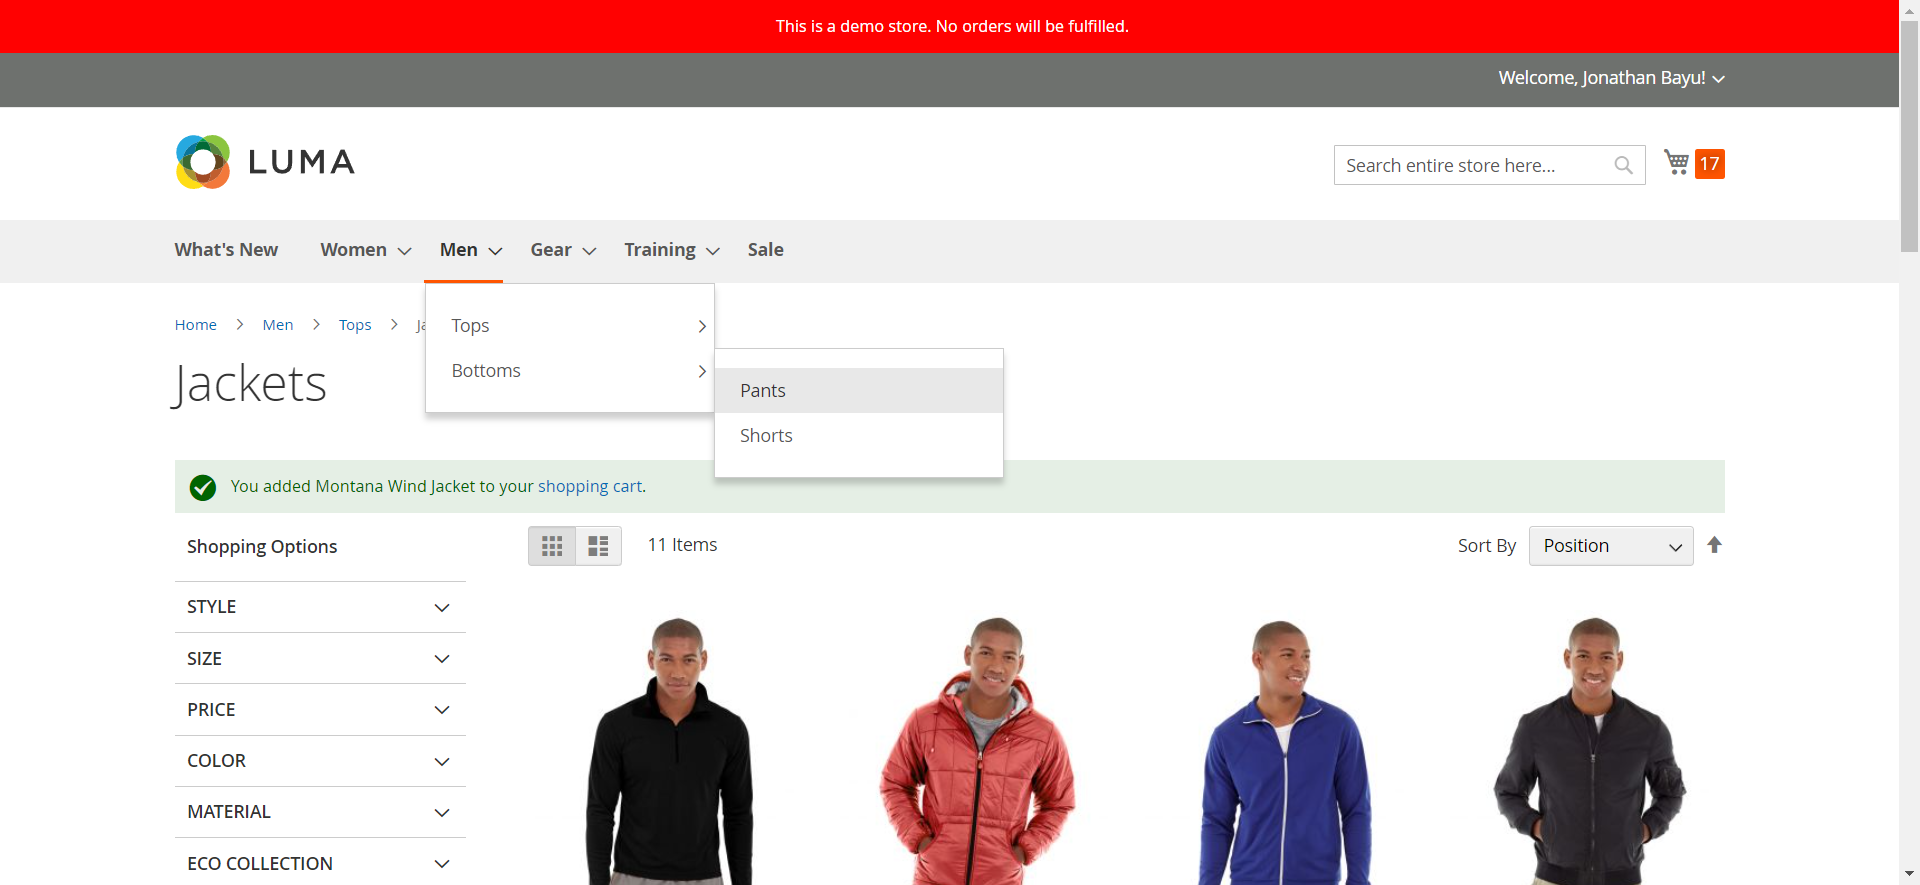 This is a demo store. No orders will be fulfilled.
Welcome, Jonathan Bayu!
LUMA
Search entire store here...
17
What's New Women Men Gear Training Sale
Home Men Tops
Tops
Bottoms
Pants
Shorts
Jackets
You added Montana Wind Jacket to your shopping cart.
Shopping Options
11 Items
Sort By Position
STYLE
SIZE
PRICE
COLOR
MATERIAL
ECO COLLECTION